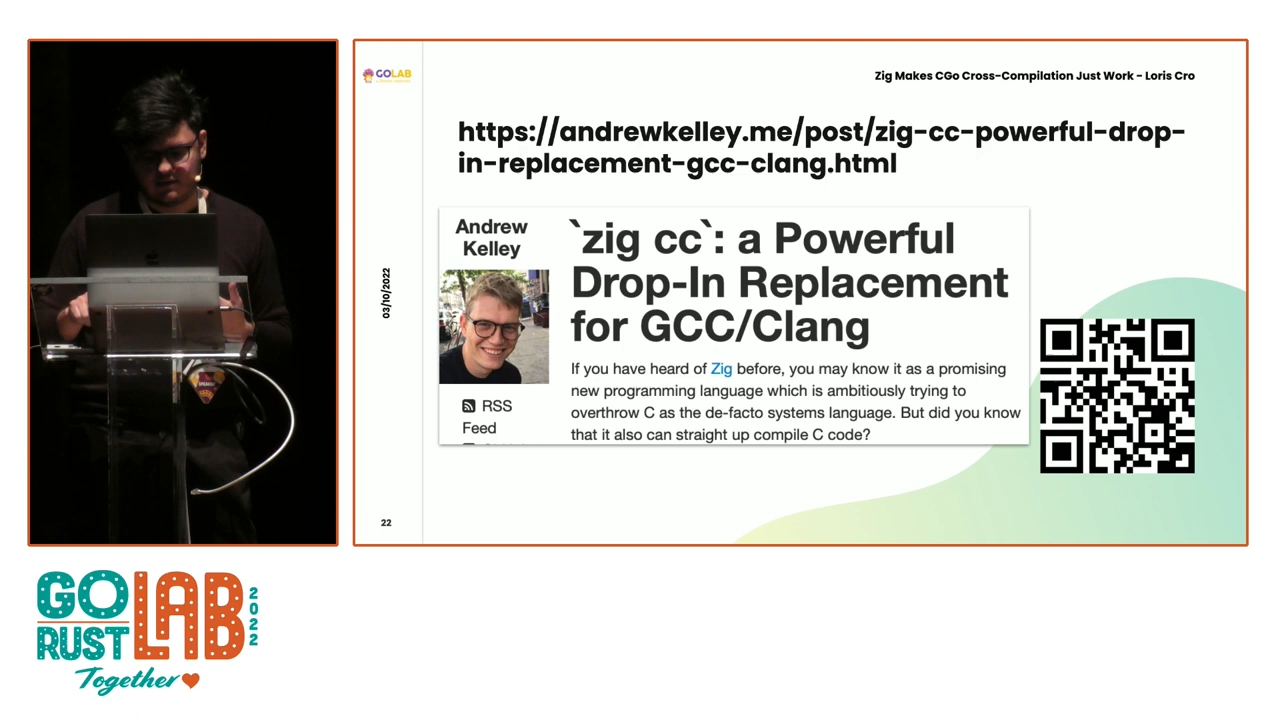 GOLAB
Zig Makes CGo Cross-Compilation Just Work - Loris Cro
https://andrewkelley.me/post/zig-cc-powerful-drop-
in-replacement-gcc-clang.html
Andrew
Kelley
`zig cc`: a Powerful
Drop-In Replacement
for GCC/Clang
If you have heard of Zig before, you may know it as a promising
new programming language which is ambitiously trying to
overthrow C as the de-facto systems language. But did you know
that it also can straight up compile C code?
RSS
Feed
03/10/2022
22
GO
LAB
RUST
2022
Together